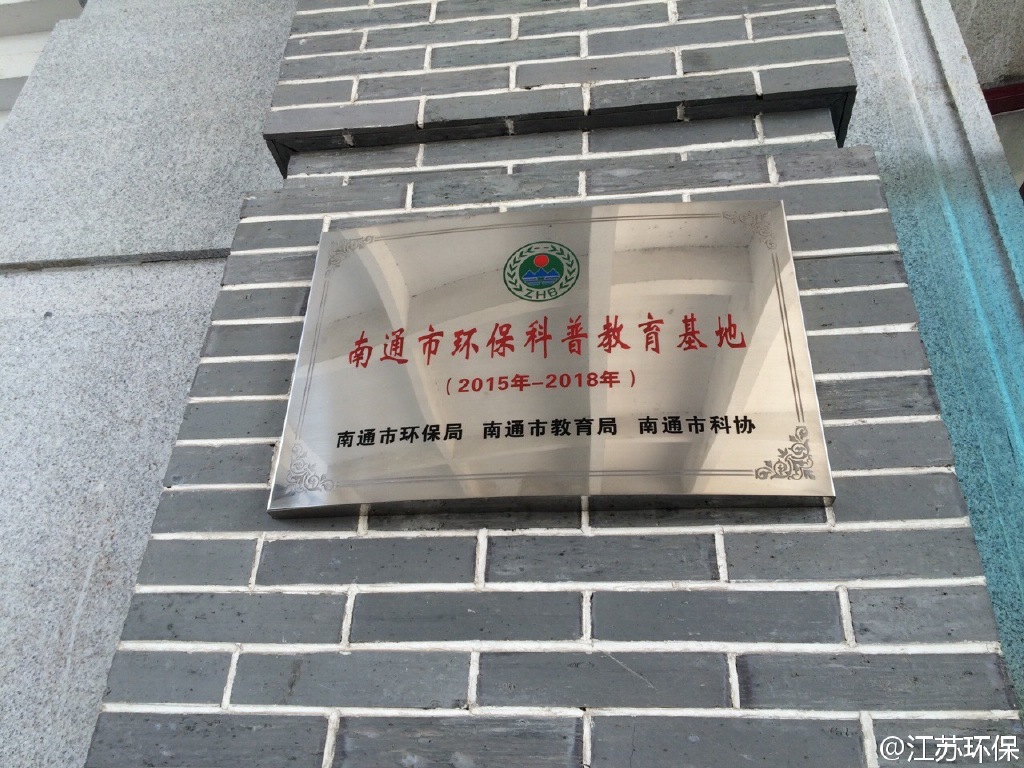 ZHB
南通市环保科普教育基地
（2015年-2018年）
南通市环保局 南通市教育局 南通市科协
@江苏环保